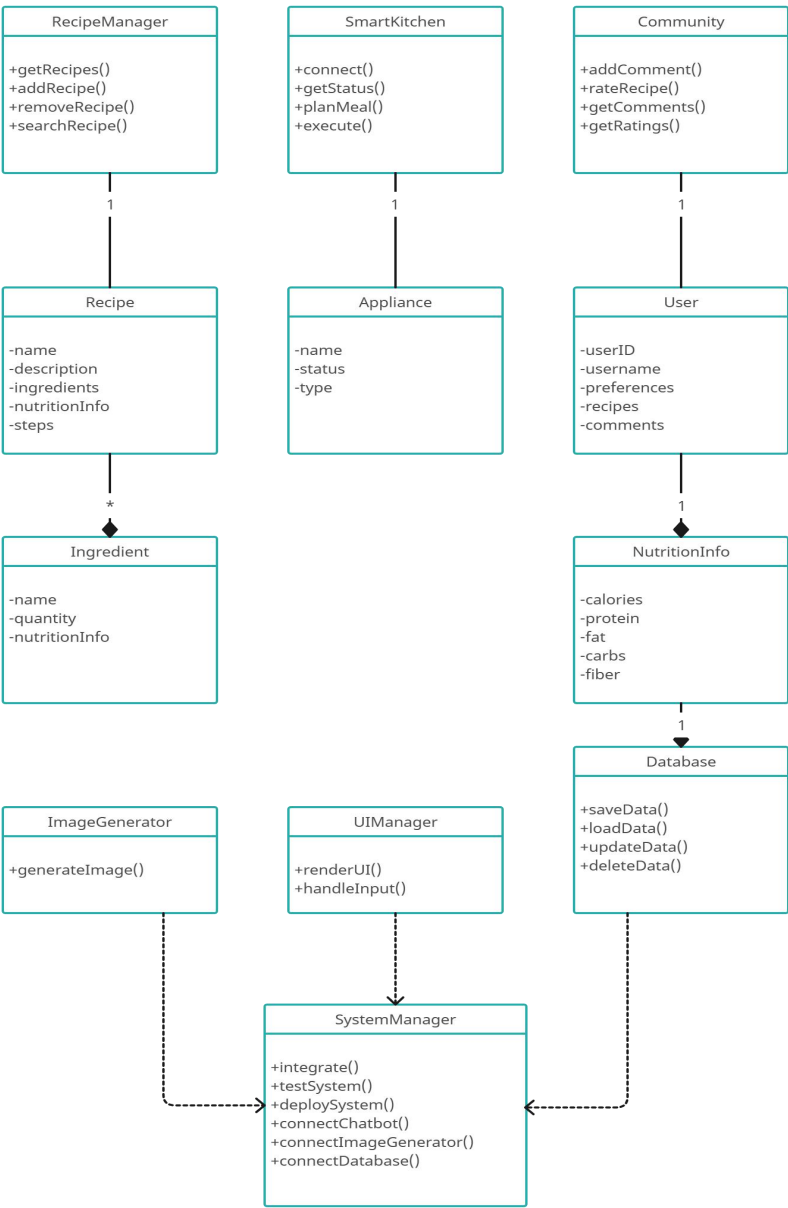 RecipeManager
+getRecipes()
+addRecipe()
+removeRecipe()
+searchRecipe()
SmartKitchen
+connect()
+getStatus()
+planMeal()
+execute()
Community
+addComment()
+rateRecipe()
+getComments()
+getRatings()
1
1
1
Recipe
-name
-description
-ingredients
-nutritionInfo
-steps
Appliance
-name
-status
-type
User
-userID
-username
-preferences
-recipes
-comments
*
1
Ingredient
-name
-quantity
-nutritionInfo
NutritionInfo
-calories
-protein
-fat
-carbs
-fiber
1
Database
+saveData()
+loadData()
+updateData()
+deleteData()
ImageGenerator
+generateImage()
UIManager
+renderUI()
+handleInput()
SystemManager
+integrate()
+testSystem()
+deploySystem()
+connectChatbot()
+connectImageGenerator()
+connectDatabase()